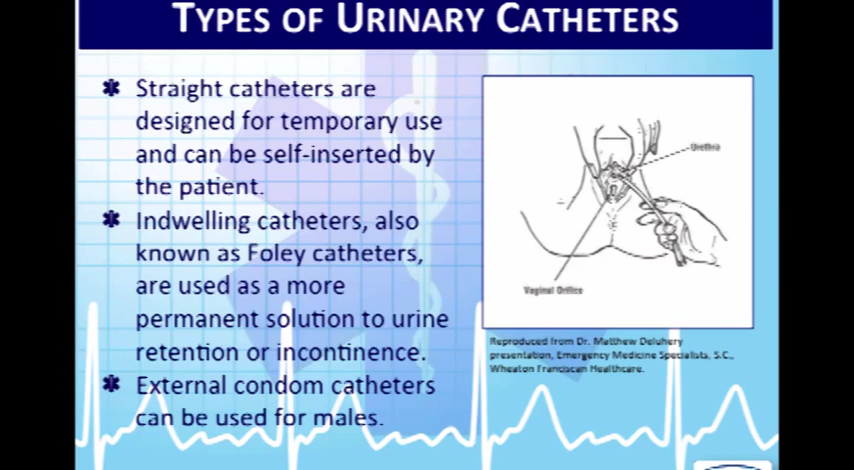 TYPES OF URINARY CATHETERS
Straight catheters are
designed for temporary use
and can be self-inserted by
the patient.
Indwelling catheters, also
known as Foley catheters,
are used as a more
permanent solution to urine
retention or incontinence.
External condom catheters
can be used for males.
Urethra
Vaginal Orifice
Reproduced from Dr. Matthew Deluhery
presentation, Emergency Medicine Specialists, S.C.,
Wheaton Franciscan Healthcare.